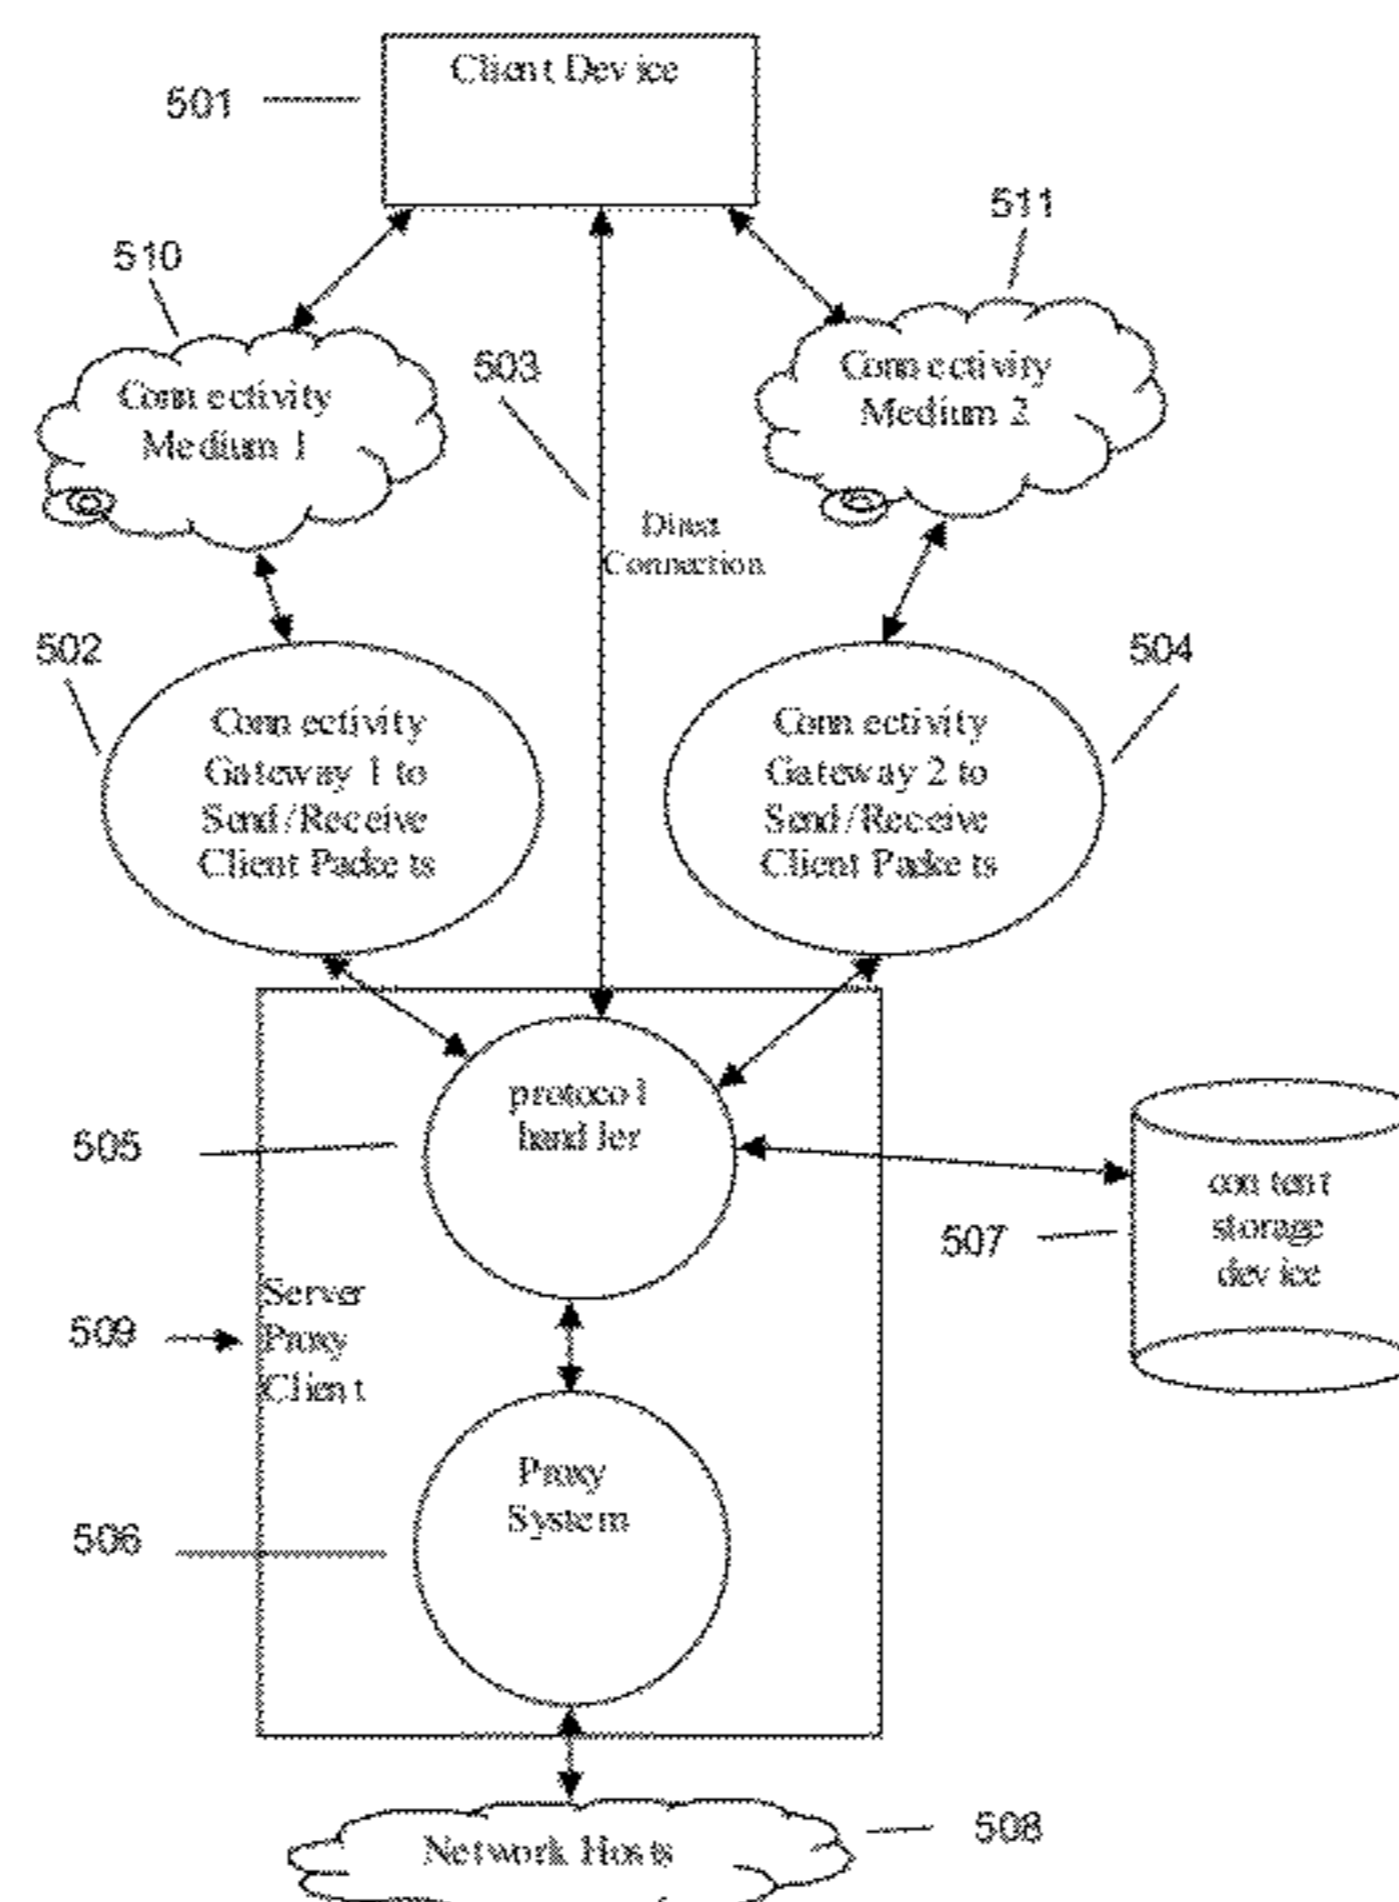 Client Device
501
511
510
503
Connectivity
Medium 1
Connectivity
Medium 2
Direct
Connection
502
504
Connectivity
Gateway 1 to
Send/Receive
Client Packets
Connectivity
Gateway 2 to
Send/Receive
Client Packets
protocol
handler
505
content
storage
device
507
Server
Proxy
Client
509
Proxy
System
506
Network Hosts
508